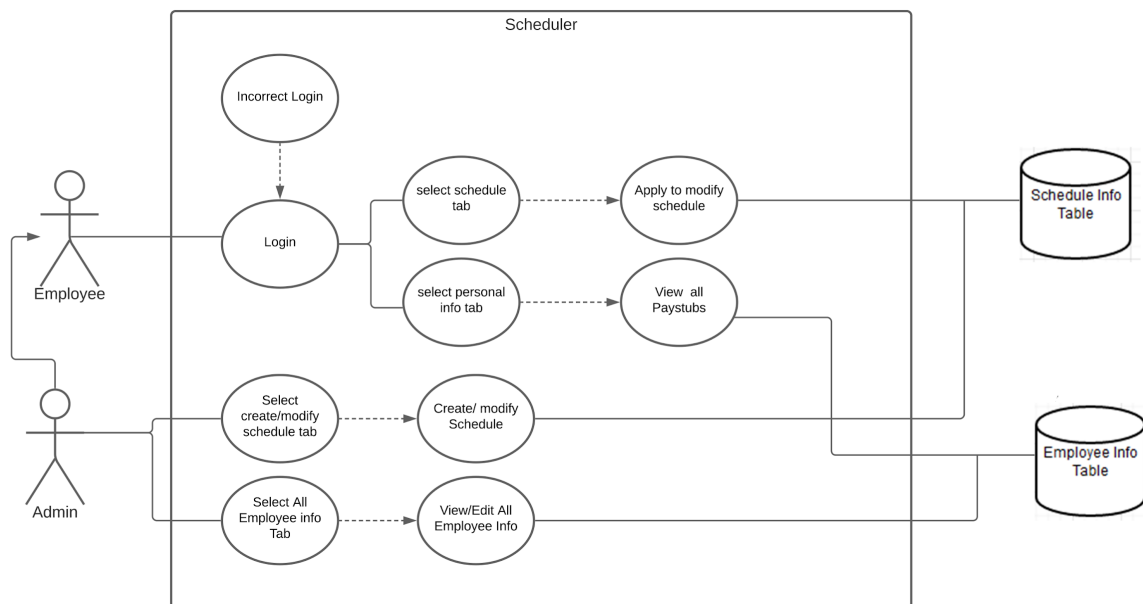 Scheduler
Incorrect Login
select schedule
tab
Apply to modify
schedule
Schedule Info
Table
Login
Employee
select personal
info tab
View all
Paystubs
Select
create/modify
schedule tab
Create/ modify
Schedule
Employee Info
Table
Admin
Select All
Employee info
Tab
View/Edit All
Employee Info